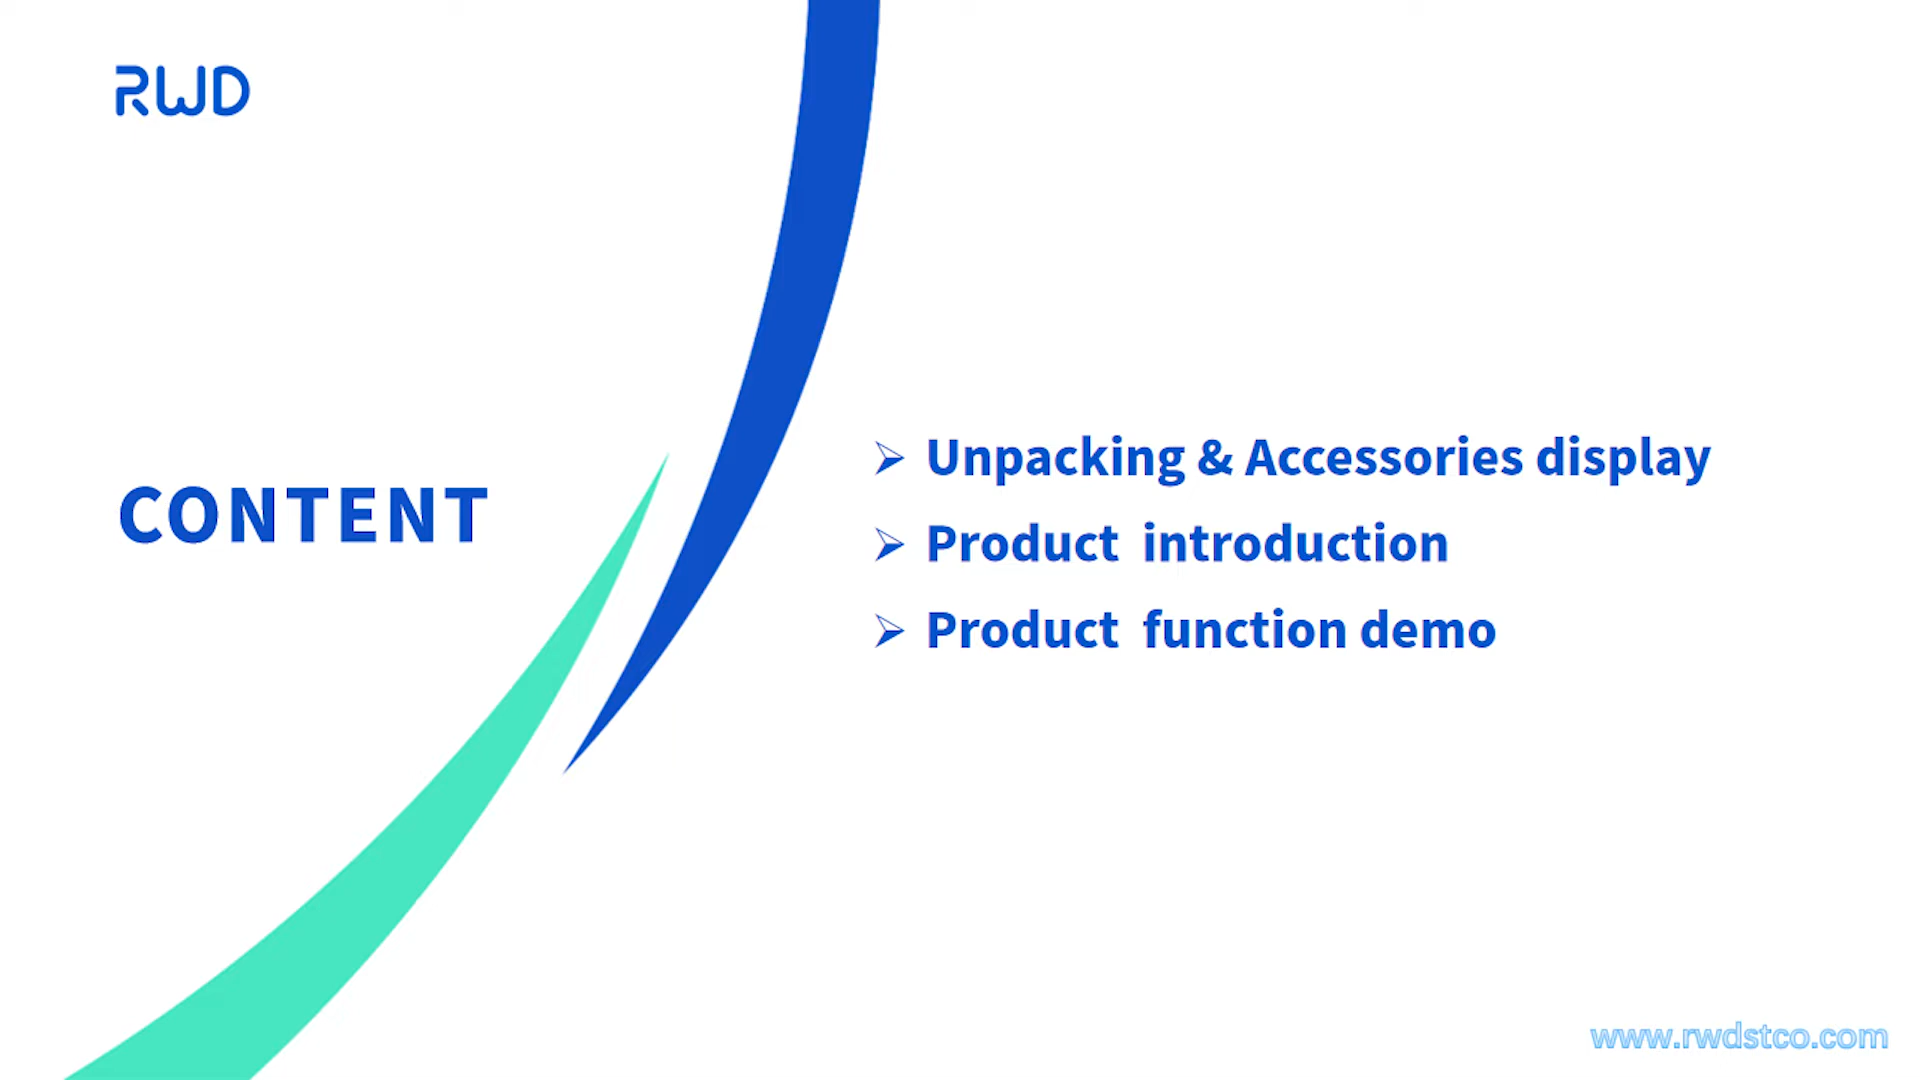 RWD
CONTENT
➢ Unpacking & Accessories display
➢ Product introduction
➢ Product function demo
www.rwdstco.com